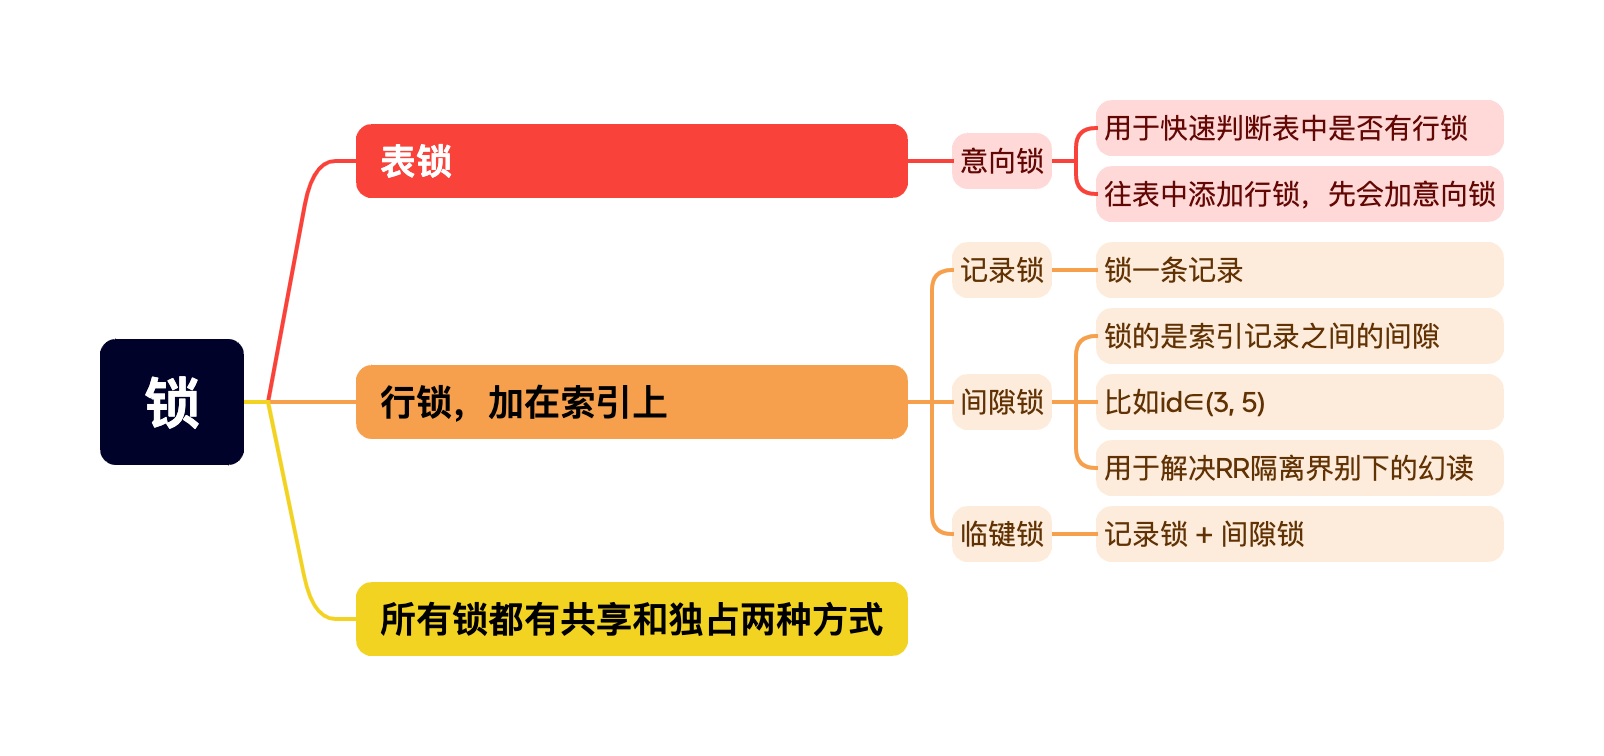 锁
表锁
意向锁
用于快速判断表中是否有行锁
往表中添加行锁，先会加意向锁
行锁，加在索引上
记录锁
锁一条记录
间隙锁
锁的是索引记录之间的间隙
比如id∈(3, 5)
用于解决RR隔离界别下的幻读
临键锁
记录锁 + 间隙锁
所有锁都有共享和独占两种方式